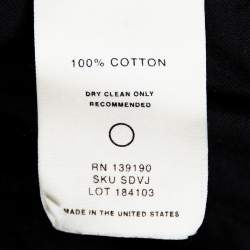 100% COTTON
DRY CLEAN ONLY
RECOMMENDED
RN 139190
SKU SDVJ
LOT 184103
MADE IN THE UNITED STATES